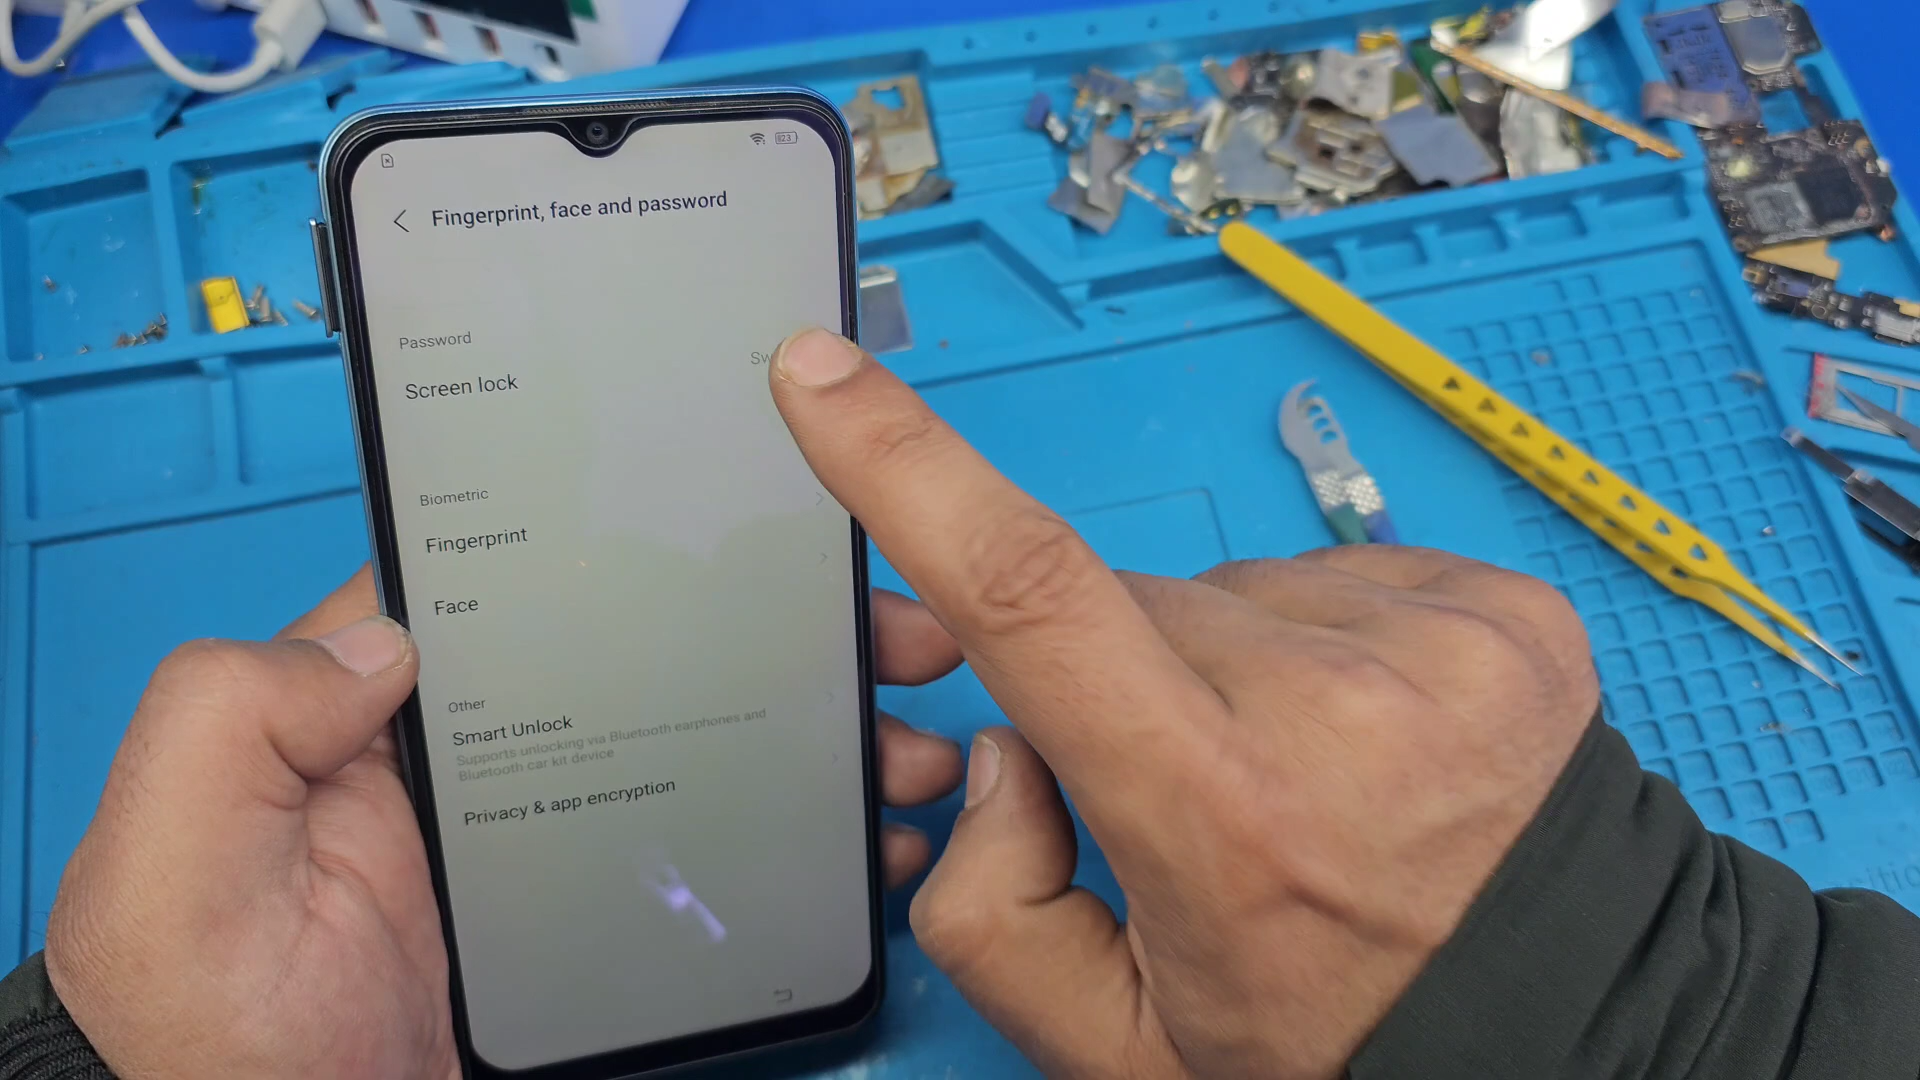 Fingerprint, face and password
Password
Screen lock
Biometric
Fingerprint
Face
Other
Smart Unlock
Supports unlocking via Bluetooth earphones and
Bluetooth car kit device
Privacy & app encryption